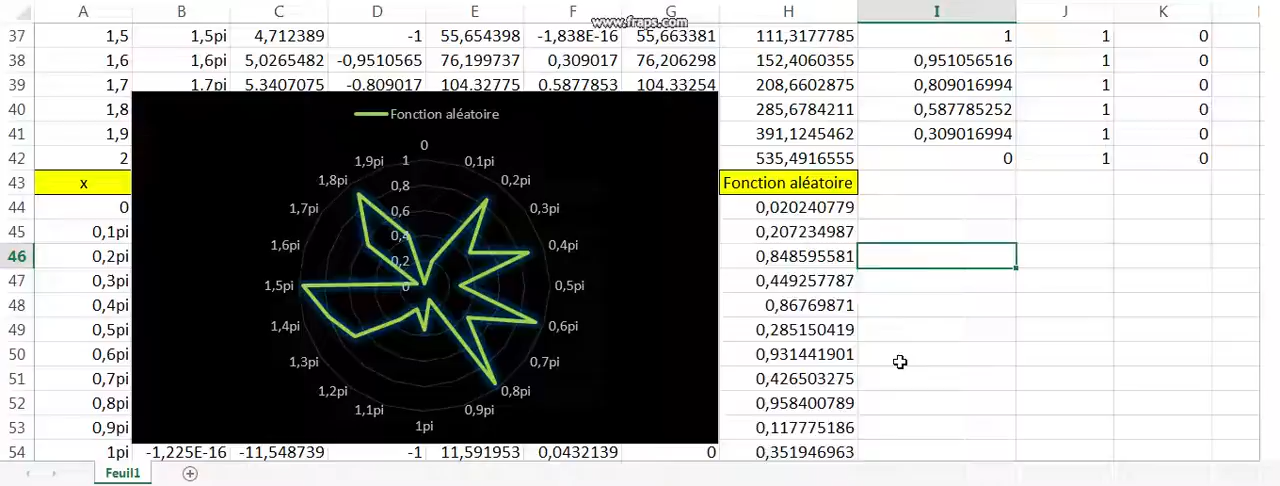 www.fraps.com
A B C D E F G H I J K
37 1,5 1,5pi 4,712389 -1 55,654398 -1,838E-16 55,663381 111,3177785 1 1 0
38 1,6 1,6pi 5,0265482 -0,9510565 76,199737 0,309017 76,206298 152,4060355 0,951056516 1 0
39 1,7 1,7pi 5,3407075 -0,809017 104,32775 0,5877853 104,33254 208,6602875 0,809016994 1 0
40 1,8 285,6784211 0,587785252 1 0
41 1,9 391,1245462 0,309016994 1 0
42 2 535,4916555 0 1 0
43 x Fonction aléatoire
44 0 0,020240779
45 0,1pi 0,207234987
46 0,2pi 0,848595581
47 0,3pi 0,449257787
48 0,4pi 0,86769871
49 0,5pi 0,285150419
50 0,6pi 0,931441901
51 0,7pi 0,426503275
52 0,8pi 0,958400789
53 0,9pi 0,117775186
54 1pi -1,225E-16 -11,548739 -1 11,591953 0,0432139 0 0,351946963
Fonction aléatoire
0
0,1pi
0,2pi
0,3pi
0,4pi
0,5pi
0,6pi
0,7pi
0,8pi
0,9pi
1pi
1,1pi
1,2pi
1,3pi
1,4pi
1,5pi
1,6pi
1,7pi
1,8pi
1,9pi
1
0,8
0,6
0,4
0,2
0
Feuil1